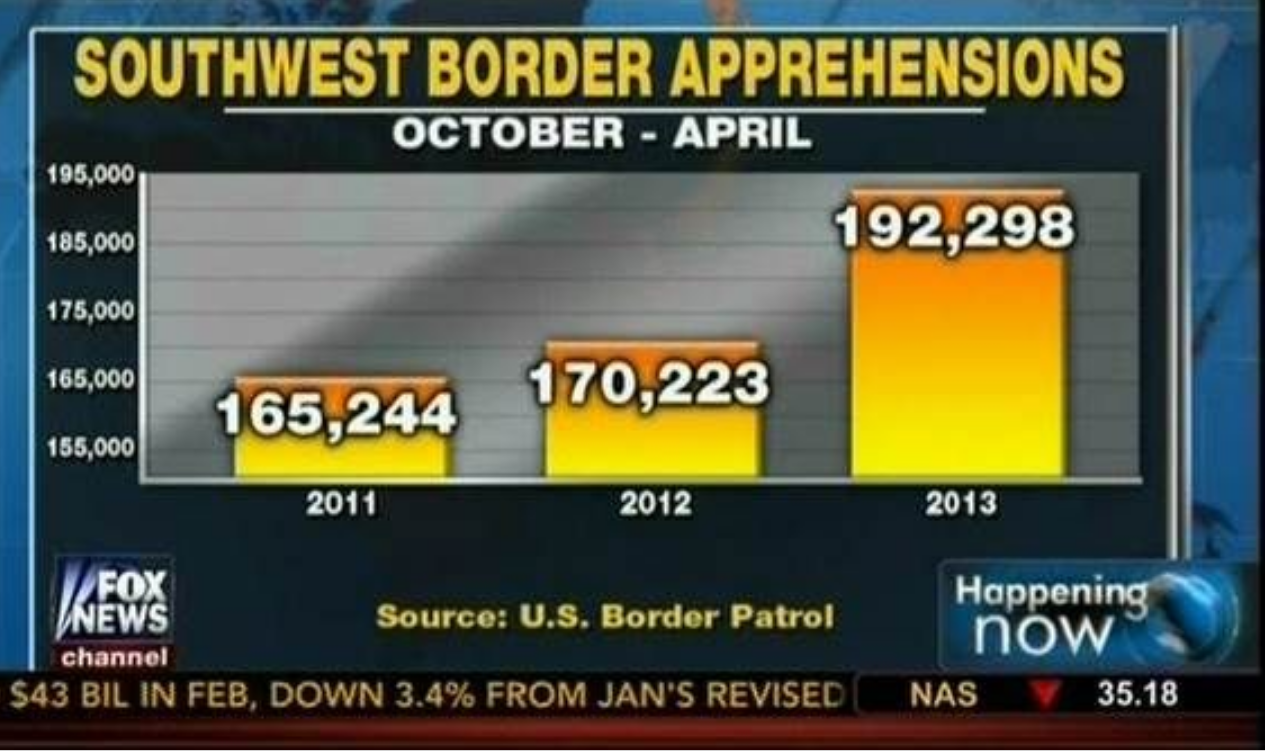 SOUTHWEST BORDER APPREHENSIONS
OCTOBER - APRIL
195,000
185,000
175,000
165,000
155,000
165,244
170,223
192,298
2011
2012
2013
FOX
NEWS
channel
Source: U.S. Border Patrol
Happening
now
$43 BIL IN FEB, DOWN 3.4% FROM JAN'S REVISED
NAS ▼ 35.18